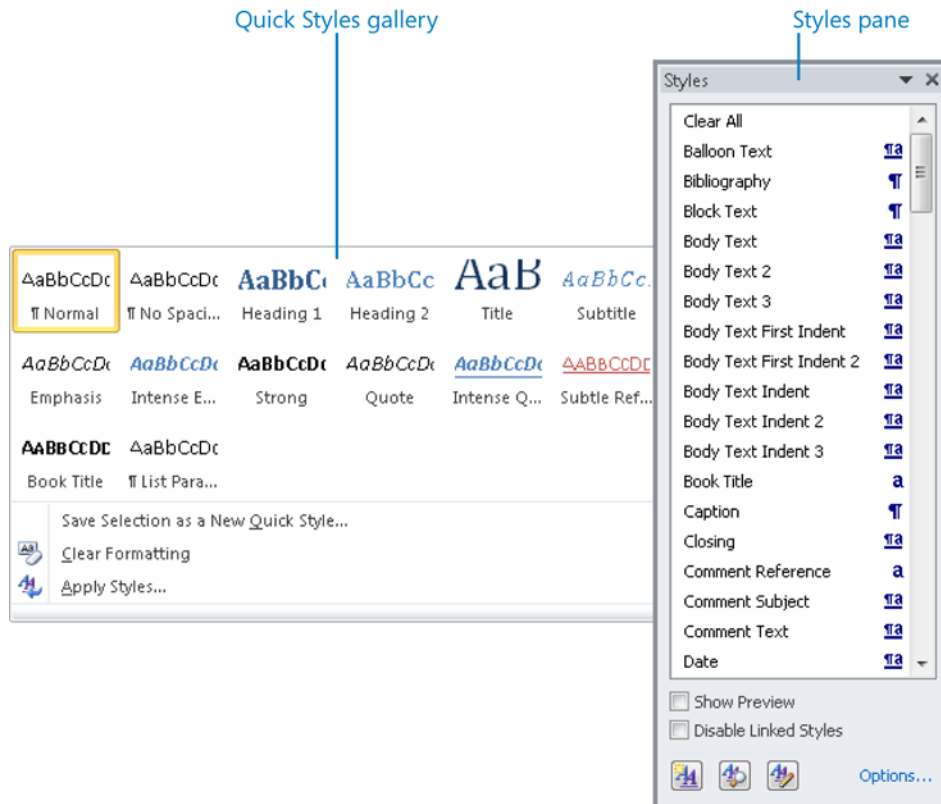 Quick Styles gallery
Styles pane
Styles
Clear All
Balloon Text ¶a
Bibliography ¶
Block Text ¶
Body Text ¶a
Body Text 2 ¶a
Body Text 3 ¶a
Body Text First Indent ¶a
Body Text First Indent 2 ¶a
Body Text Indent ¶a
Body Text Indent 2 ¶a
Body Text Indent 3 ¶a
Book Title a
Caption ¶
Closing ¶a
Comment Reference a
Comment Subject ¶a
Comment Text ¶a
Date ¶a
Show Preview
Disable Linked Styles
Options...
AaBbCcDc AaBbCcDc AaBbCc AaBbCc AaB AaBbCc.
¶ Normal ¶ No Spaci... Heading 1 Heading 2 Title Subtitle
AaBbCcDc AaBbCcDc AaBbCcDc AaBbCcDc AaBbCcDc AABBCCDD
Emphasis Intense E... Strong Quote Intense Q... Subtle Ref...
AABBCCDD AaBbCcDc
Book Title ¶ List Para...
Save Selection as a New Quick Style...
Clear Formatting
Apply Styles...